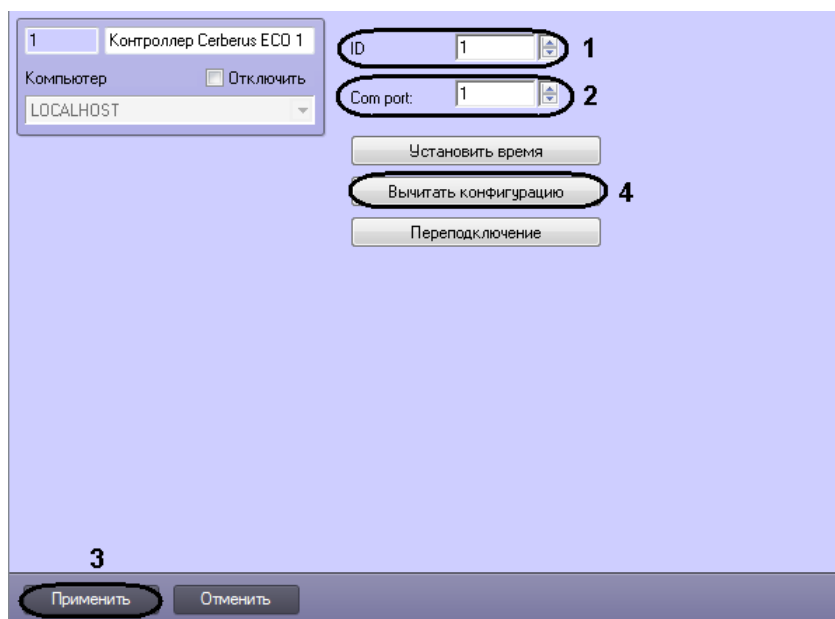 1 Контроллер Cerberus ECO 1
Компьютер Отключить
LOCALHOST
ID 1 1
Com port: 1 2
Установить время
Вычитать конфигурацию 4
Переподключение
3
Применить Отменить